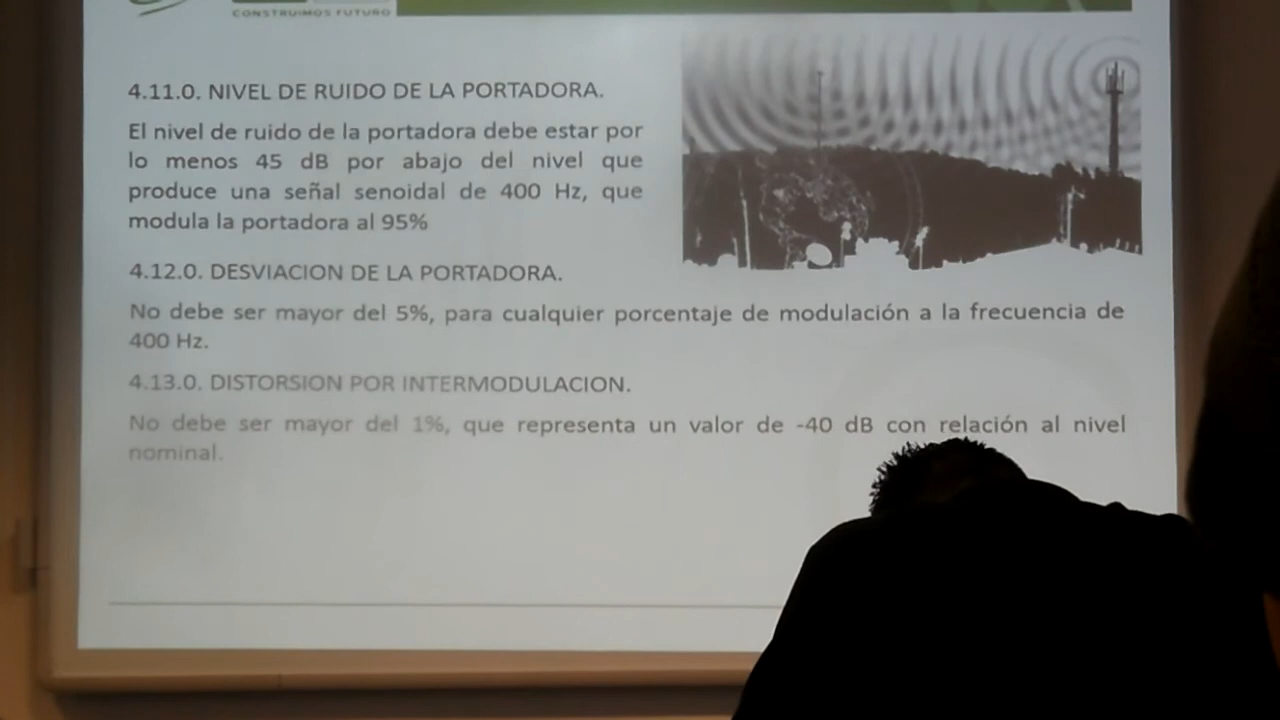 CONSTRUIMOS FUTURO
4.11.0. NIVEL DE RUIDO DE LA PORTADORA.
El nivel de ruido de la portadora debe estar por
lo menos 45 dB por abajo del nivel que
produce una señal senoidal de 400 Hz, que
modula la portadora al 95%
4.12.0. DESVIACION DE LA PORTADORA.
No debe ser mayor del 5%, para cualquier porcentaje de modulación a la frecuencia de
400 Hz.
4.13.0. DISTORSION POR INTERMODULACION.
No debe ser mayor del 1%, que representa un valor de -40 dB con relación al nivel
nominal.